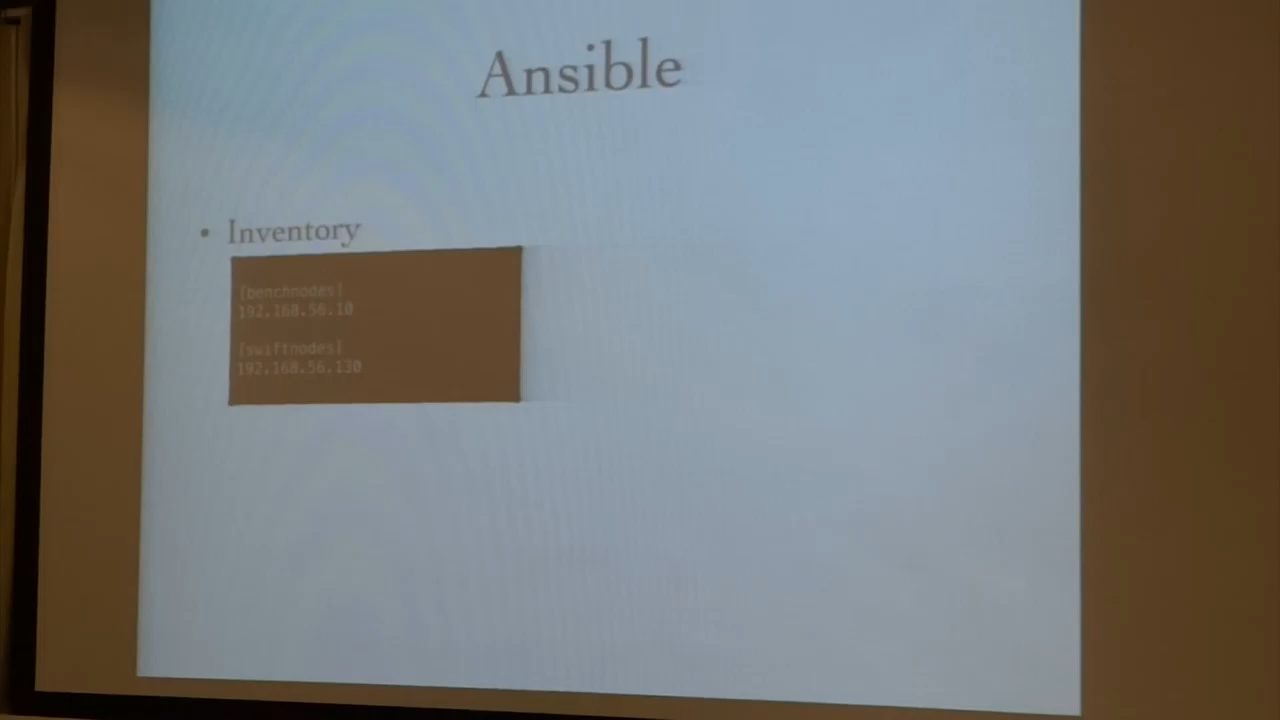 Ansible
• Inventory
[benchnodes]
192.168.56.10
[swiftnodes]
192.168.56.130